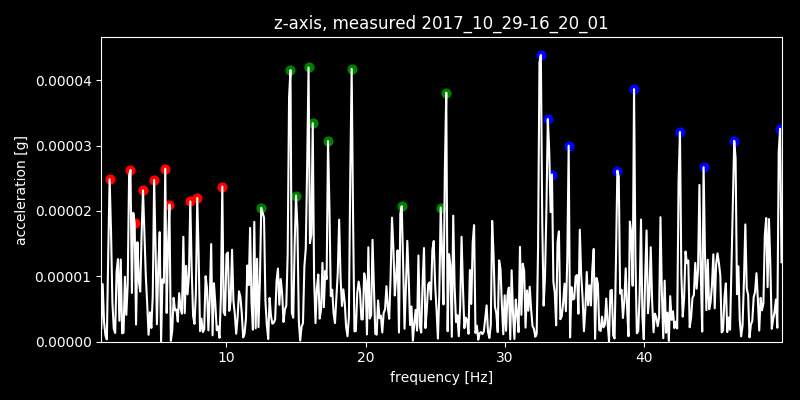 z-axis, measured 2017_10_29-16_20_01
0.00004
0.00003
0.00002
0.00001
0.00000
acceleration [g]
10 20 30 40
frequency [Hz]